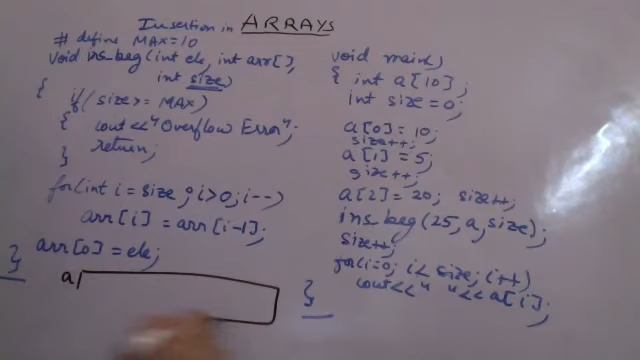 Insertion in ARRAYS
# define MAX=10
void ins_beg(int ele, int arr[],
int size)
{
if(size>= MAX)
{ cout<<"Overflow Error";
return;
}
for(int i=size; i>0; i--)
arr[i] = arr[i-1];
arr[0] = ele;
}
a
void main()
{ int a[10];
int size=0;
a[0]=10;
size++;
a[1]=5;
size++;
a[2]=20; size++;
ins_beg(25, a, size);
size++;
for(i=0; i< size; i++)
cout<<" "<< a[i];
}